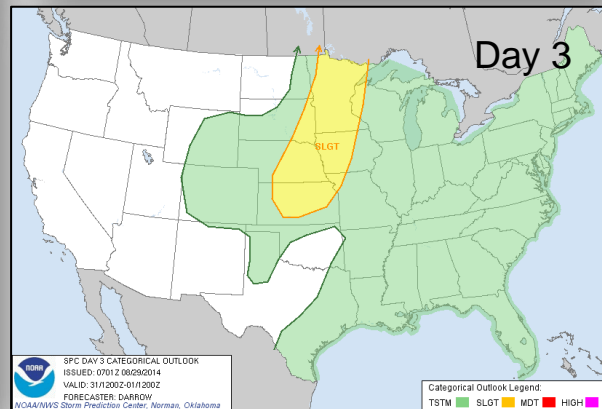 Day 3
SLGT
NOAA
SPC DAY 3 CATEGORICAL OUTLOOK
ISSUED: 0701Z 08/29/2014
VALID: 31/1200Z-01/1200Z
FORECASTER: DARROW
NOAA/NWS Storm Prediction Center, Norman, Oklahoma
Categorical Outlook Legend:
TSTM SLGT MDT HIGH